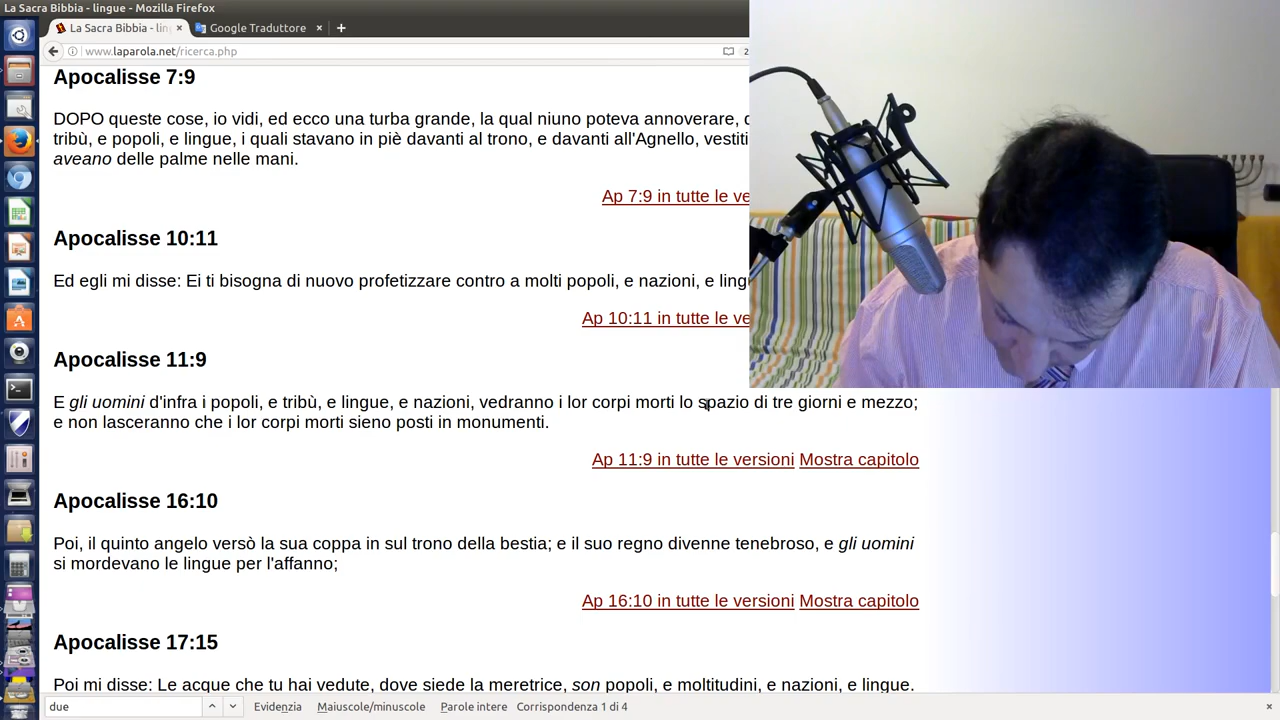 La Sacra Bibbia - lingue - Mozilla Firefox
La Sacra Bibbia - lin
Google Traduttore
www.laparola.net/ricerca.php
Apocalisse 7:9
DOPO queste cose, io vidi, ed ecco una turba grande, la qual niuno poteva annoverare,
tribù, e popoli, e lingue, i quali stavano in piè davanti al trono, e davanti all'Agnello, vestiti
aveano delle palme nelle mani.
Ap 7:9 in tutte le ve
Apocalisse 10:11
Ed egli mi disse: Ei ti bisogna di nuovo profetizzare contro a molti popoli, e nazioni, e ling
Ap 10:11 in tutte le ve
Apocalisse 11:9
E gli uomini d'infra i popoli, e tribù, e lingue, e nazioni, vedranno i lor corpi morti lo spazio di tre giorni e mezzo;
e non lasceranno che i lor corpi morti sieno posti in monumenti.
Ap 11:9 in tutte le versioni Mostra capitolo
Apocalisse 16:10
Poi, il quinto angelo versò la sua coppa in sul trono della bestia; e il suo regno divenne tenebroso, e gli uomini
si mordevano le lingue per l'affanno;
Ap 16:10 in tutte le versioni Mostra capitolo
Apocalisse 17:15
Poi mi disse: Le acque che tu hai vedute, dove siede la meretrice, son popoli, e moltitudini, e nazioni, e lingue.
due
Evidenzia Maiuscole/minuscole Parole intere Corrispondenza 1 di 4